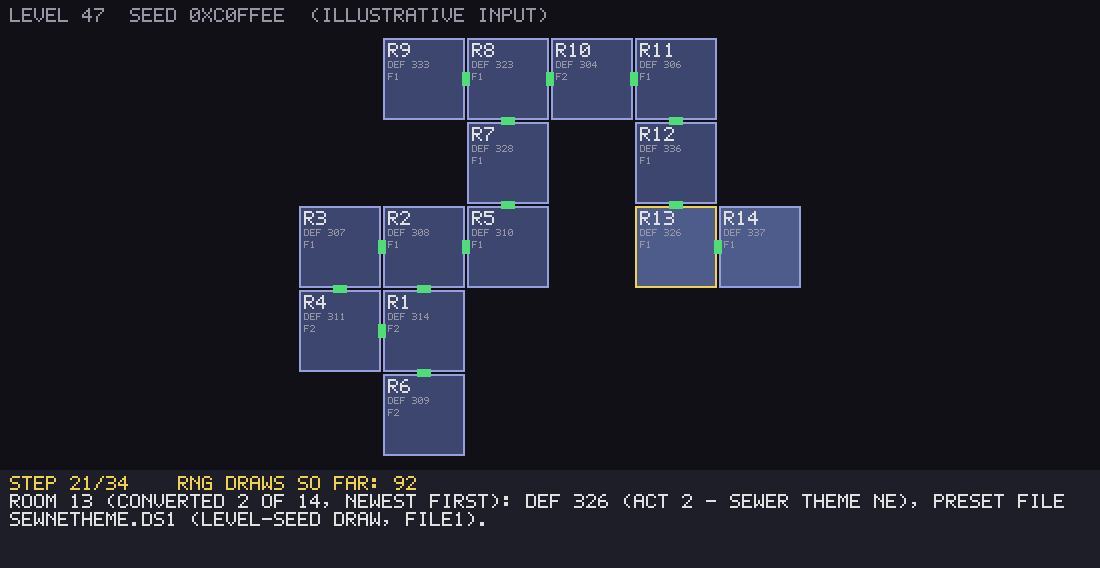 LEVEL 47  SEED 0XC0FFEE  (ILLUSTRATIVE INPUT)
R9
DEF 333
F1
R8
DEF 323
F1
R10
DEF 304
F2
R11
DEF 306
F1
R7
DEF 328
F1
R12
DEF 336
F1
R3
DEF 307
F1
R2
DEF 308
F1
R5
DEF 310
F1
R13
DEF 326
F1
R14
DEF 337
F1
R4
DEF 311
F2
R1
DEF 314
F2
R6
DEF 309
F2
STEP 21/34    RNG DRAWS SO FAR: 92
ROOM 13 (CONVERTED 2 OF 14, NEWEST FIRST): DEF 326 (ACT 2 - SEWER THEME NE), PRESET FILE
SEWNETHEME.DS1 (LEVEL-SEED DRAW, FILE1).